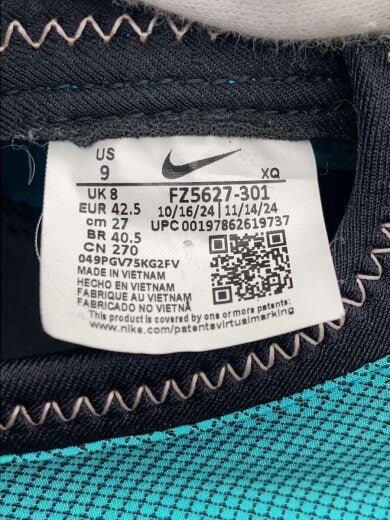 US
9
XQ
UK 8
EUR 42.5
cm 27
BR 40.5
CN 270
FZ5627-301
10/16/24 | 11/14/24
UPC 00197862619737
049PGV75KG2FV
MADE IN VIETNAM
HECHO EN VIETNAM
FABRIQUE AU VIETNAM
FABRICADO NO VIETNÃ
This product is covered by one or more patents:
www.nike.com/patentsvirtualmarking